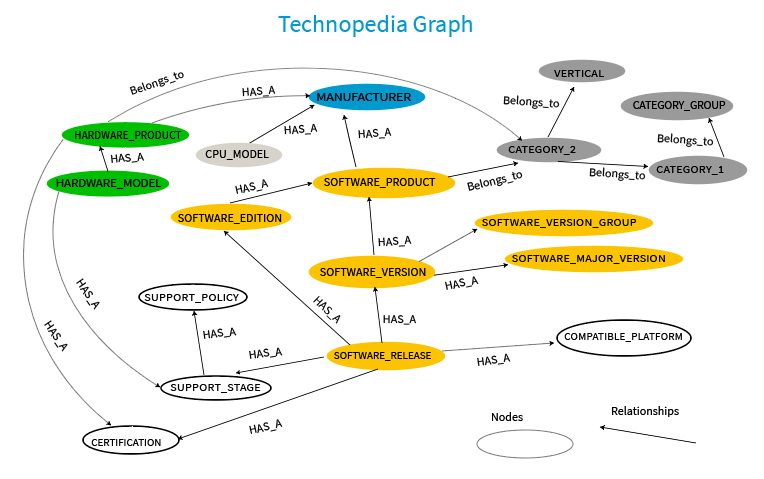 Technopedia Graph
Belongs_to
VERTICAL
HAS_A
MANUFACTURER
Belongs_to
CATEGORY_GROUP
HARDWARE_PRODUCT
HAS_A
HAS_A
Belongs_to
CPU_MODEL
HAS_A
CATEGORY_2
CATEGORY_1
Belongs_to
HARDWARE_MODEL
HAS_A
SOFTWARE_PRODUCT
Belongs_to
SOFTWARE_EDITION
SOFTWARE_VERSION_GROUP
HAS_A
SOFTWARE_MAJOR_VERSION
SOFTWARE_VERSION
HAS_A
HAS_A
SUPPORT_POLICY
HAS_A
HAS_A
HAS_A
HAS_A
COMPATIBLE_PLATFORM
HAS_A
SOFTWARE_RELEASE
HAS_A
SUPPORT_STAGE
Nodes
Relationships
HAS_A
CERTIFICATION